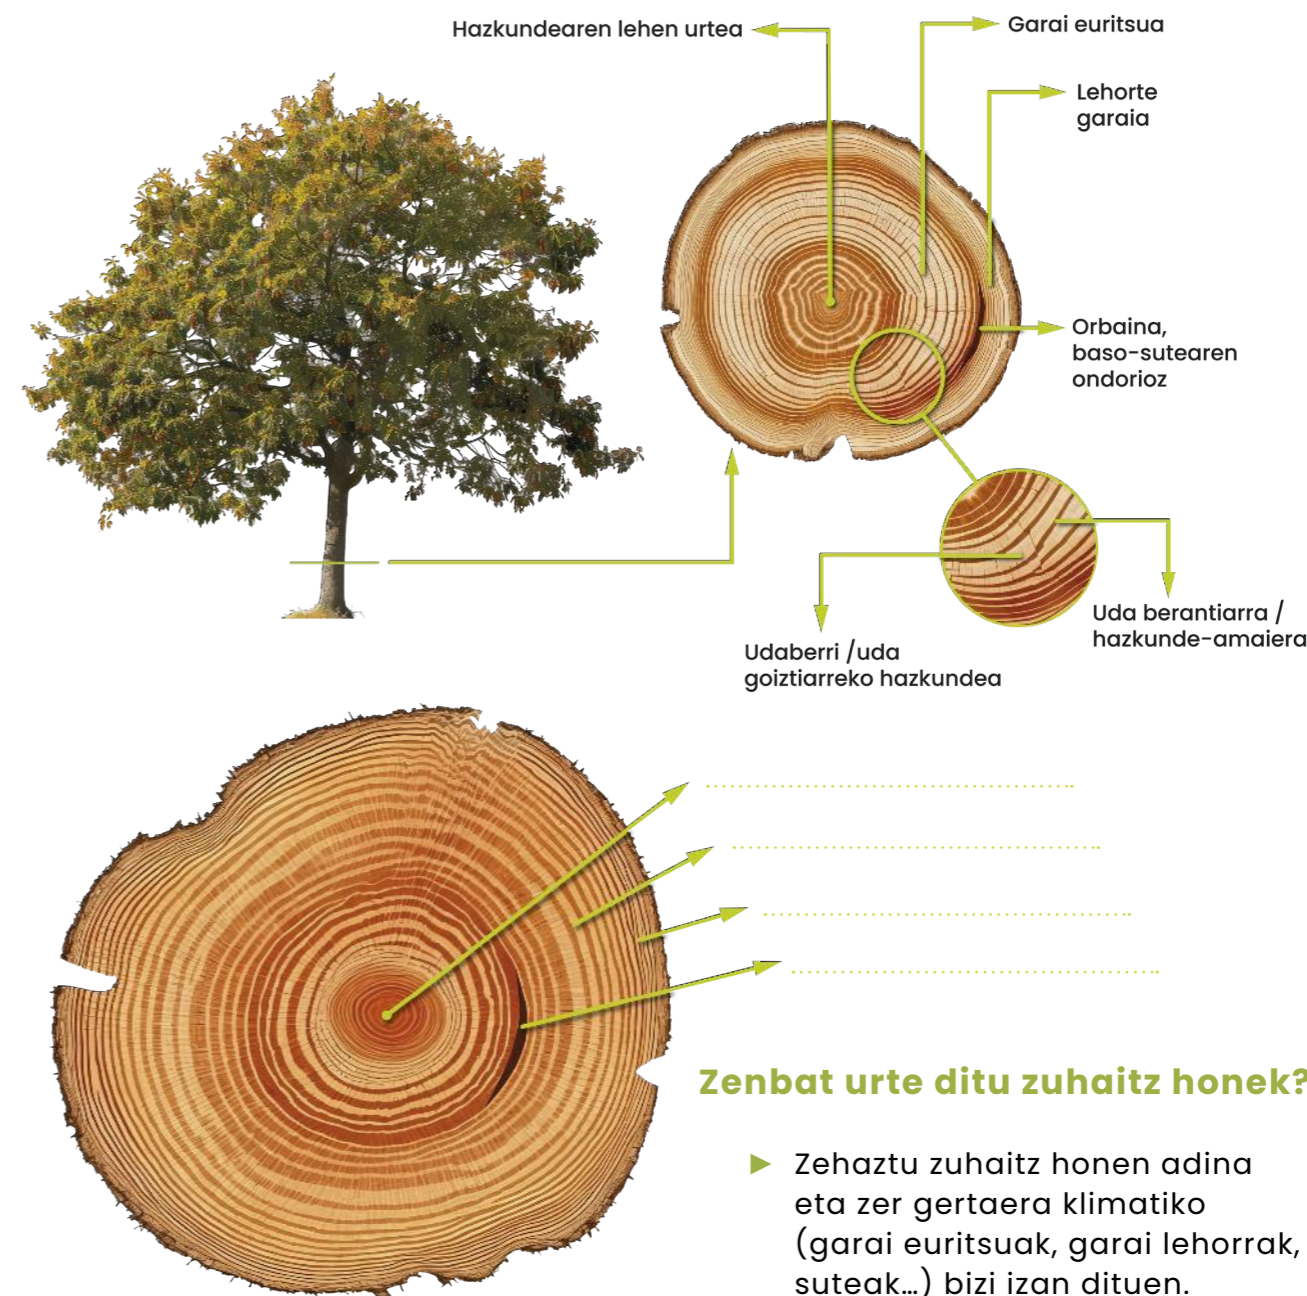 Hazkundearen lehen urtea
Garai euritsua
Lehorte
garaia
Orbaina,
baso-sutearen
ondorioz
Uda berantiarra /
hazkunde-amaiera
Udaberri /uda
goiztiarreko hazkundea
Zenbat urte ditu zuhaitz honek?
► Zehaztu zuhaitz honen adina
eta zer gertaera klimatiko
(garai euritsuak, garai lehorrak,
suteak...) bizi izan dituen.